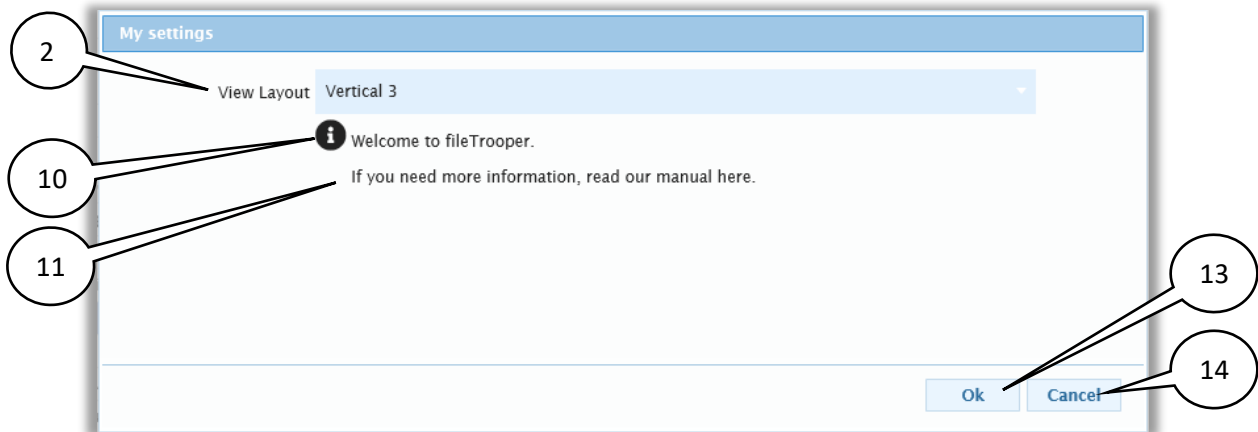 My settings
2
View Layout Vertical 3
Welcome to fileTrooper.
10
If you need more information, read our manual here.
11
13
14
Ok Cancel